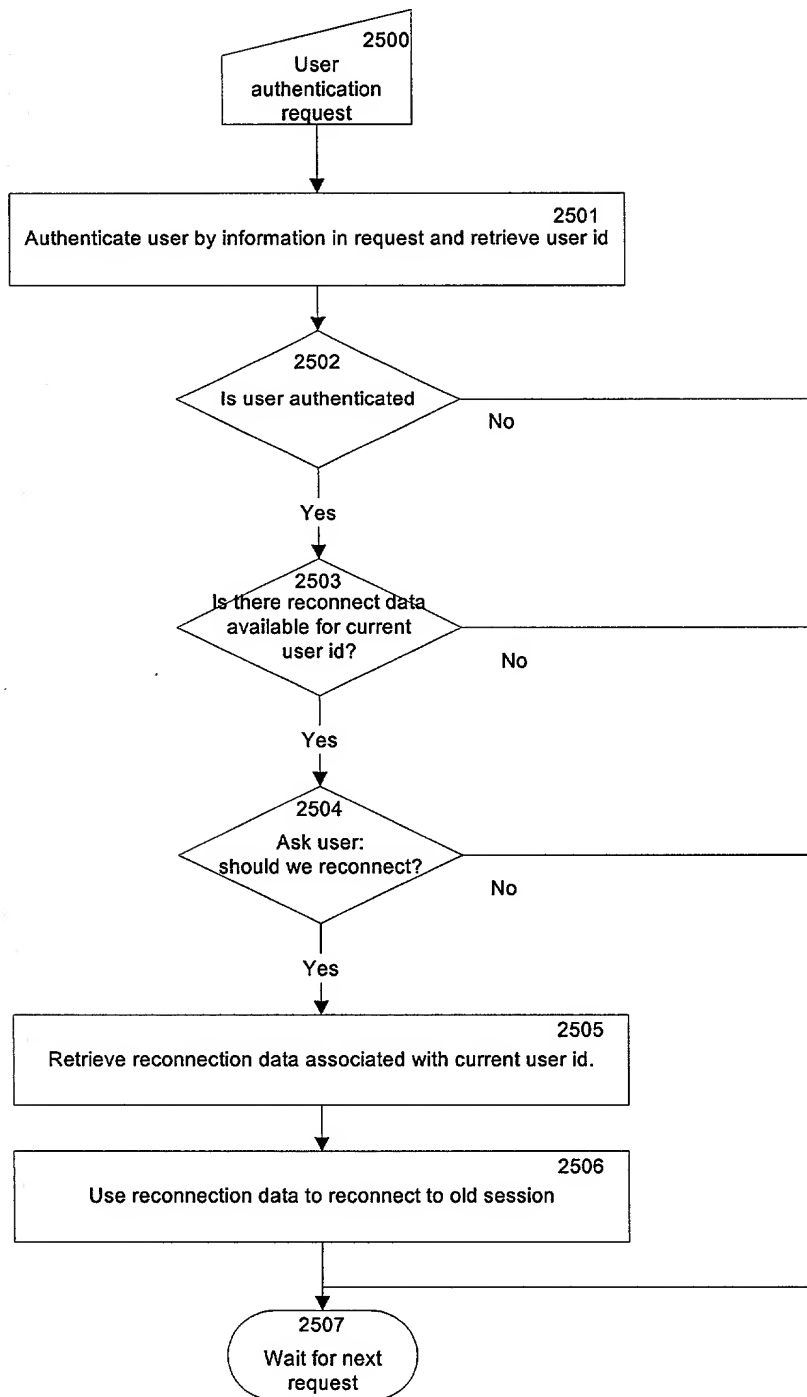 2500
User
authentication
request
2501
Authenticate user by information in request and retrieve user id
2502
Is user authenticated
No
Yes
2503
Is there reconnect data
available for current
user id?
No
Yes
2504
Ask user:
should we reconnect?
No
Yes
2505
Retrieve reconnection data associated with current user id.
2506
Use reconnection data to reconnect to old session
2507
Wait for next
request